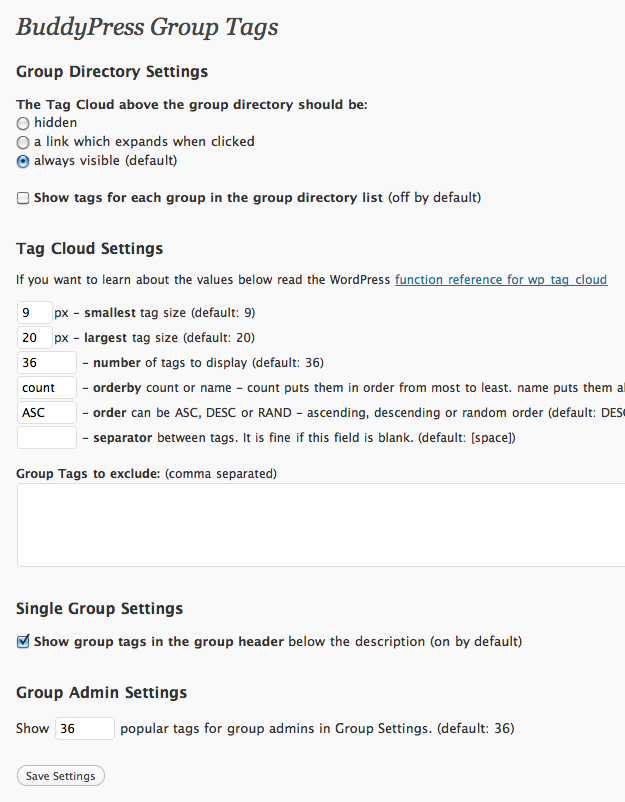 BuddyPress Group Tags
Group Directory Settings
The Tag Cloud above the group directory should be:
hidden
a link which expands when clicked
always visible (default)
Show tags for each group in the group directory list (off by default)
Tag Cloud Settings
If you want to learn about the values below read the WordPress function reference for wp_tag_cloud
9 px – smallest tag size (default: 9)
20 px – largest tag size (default: 20)
36 – number of tags to display (default: 36)
count – orderby count or name – count puts them in order from most to least. name puts them
ASC – order can be ASC, DESC or RAND – ascending, descending or random order (default: DESC
– separator between tags. It is fine if this field is blank. (default: [space])
Group Tags to exclude: (comma separated)
Single Group Settings
Show group tags in the group header below the description (on by default)
Group Admin Settings
Show 36 popular tags for group admins in Group Settings. (default: 36)
Save Settings